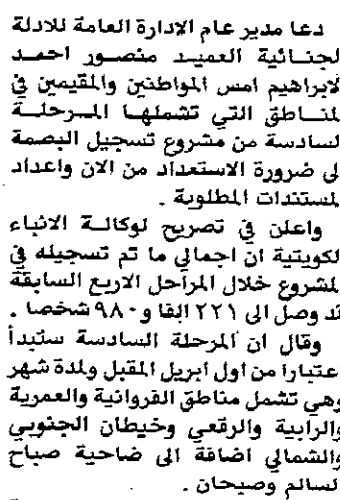 دعا مدير عام الادارة العامة للادلة
لجنائية العميد منصور احمد
لابراهيم امس المواطنين والمقيمين في
لمناطق التي تشملها المرحلة
لسادسة من مشروع تسجيل البصمة
لى ضرورة الاستعداد من الان واعداد
لمستندات المطلوبة .
واعلن في تصريح لوكالة الانباء
لكويتية ان اجمالي ما تم تسجيله في
لمشروع خلال المراحل الاربع السابقة
قد وصل الى ٢٢١ الفا و٩٨٠ شخصا .
وقال ان المرحلة السادسة ستبدأ
عتبارا من اول ابريل المقبل ولمدة شهر
وهي تشمل مناطق الفروانية والعمرية
والرابية والرقعي وخيطان الجنوبي
والشمالي اضافة الى ضاحية صباح
لسالم وصبحان .